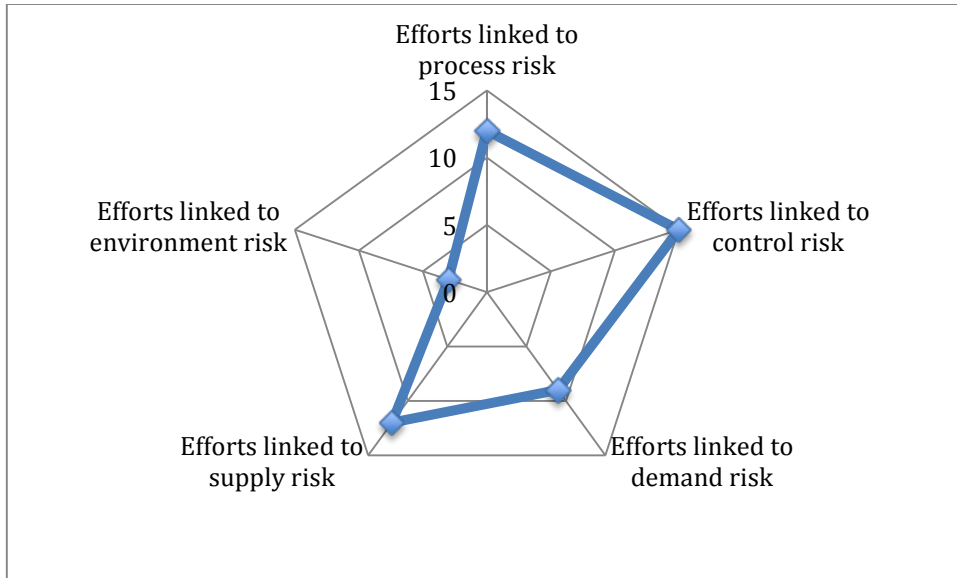 Efforts linked to
process risk
15
10
5
0
Efforts linked to
control risk
Efforts linked to
demand risk
Efforts linked to
supply risk
Efforts linked to
environment risk